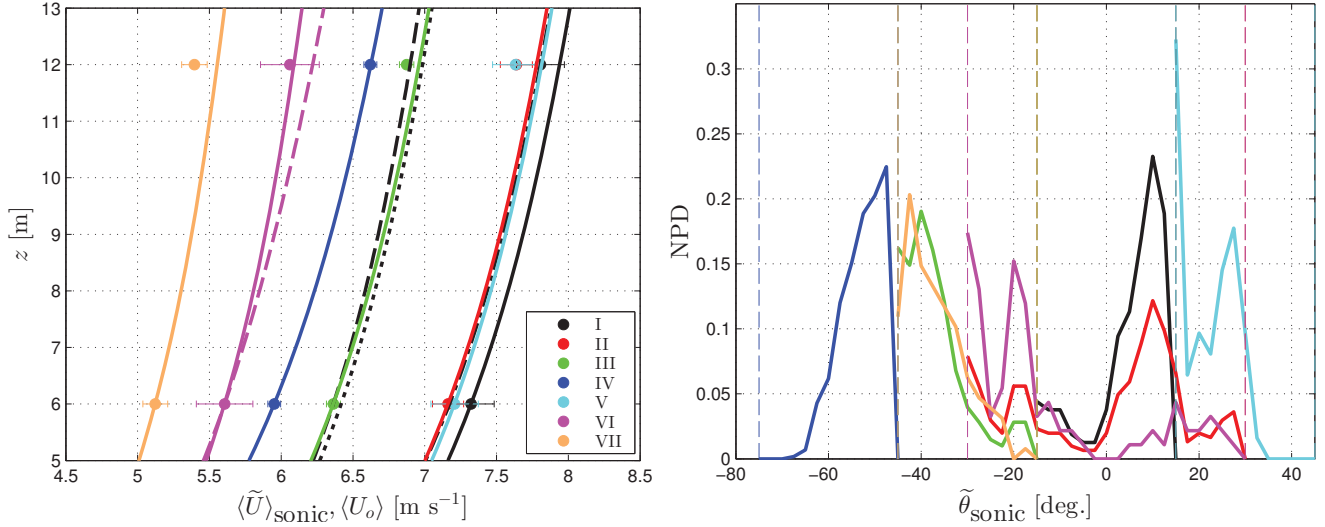 13
12
11
10
9
8
7
6
5
z [m]
4.5 5 5.5 6 6.5 7 7.5 8 8.5
⟨Ũ⟩sonic, ⟨Uo⟩ [m s⁻¹]
I
II
III
IV
V
VI
VII
0.35
0.3
0.25
0.2
0.15
0.1
0.05
0
NPD
−80 −60 −40 −20 0 20 40
θ̃sonic [deg.]